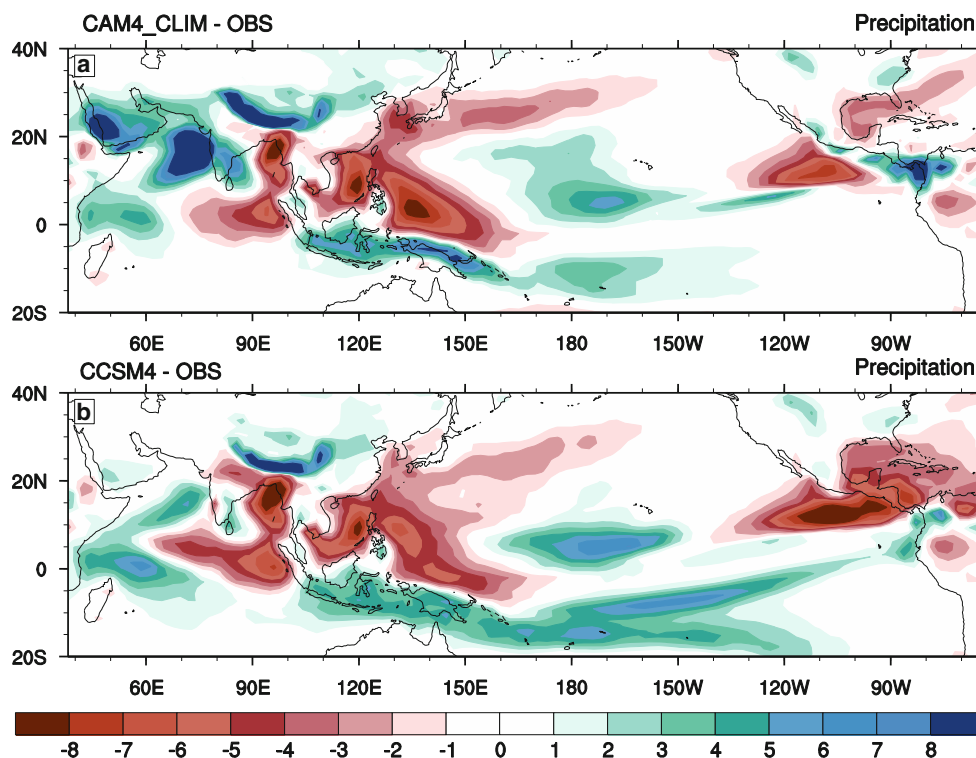 CAM4_CLIM - OBS Precipitation
40N
a
20N
0
20S
60E 90E 120E 150E 180 150W 120W 90W
CCSM4 - OBS Precipitation
40N
b
20N
0
20S
60E 90E 120E 150E 180 150W 120W 90W
-8 -7 -6 -5 -4 -3 -2 -1 0 1 2 3 4 5 6 7 8